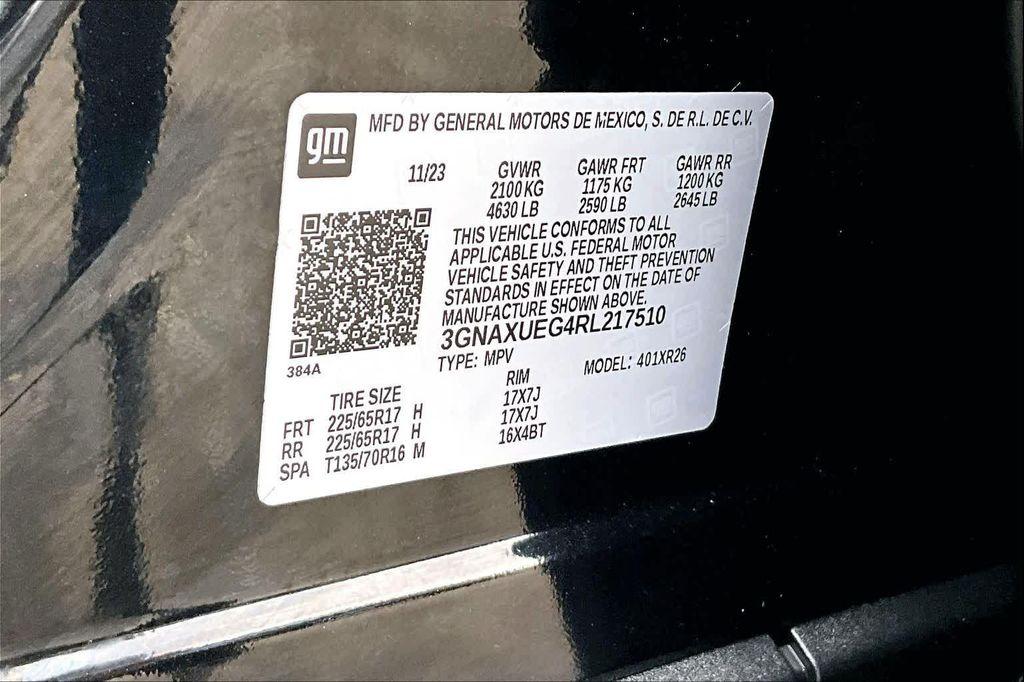 gm
MFD BY GENERAL MOTORS DE MEXICO, S. DE R.L. DE C.V.
11/23 GVWR GAWR FRT GAWR RR
2100 KG 1175 KG 1200 KG
4630 LB 2590 LB 2645 LB
THIS VEHICLE CONFORMS TO ALL
APPLICABLE U.S. FEDERAL MOTOR
VEHICLE SAFETY AND THEFT PREVENTION
STANDARDS IN EFFECT ON THE DATE OF
MANUFACTURE SHOWN ABOVE.
3GNAXUEG4RL217510
384A
TYPE: MPV MODEL: 401XR26
TIRE SIZE RIM
FRT 225/65R17 H 17X7J
RR 225/65R17 H 17X7J
SPA T135/70R16 M 16X4BT